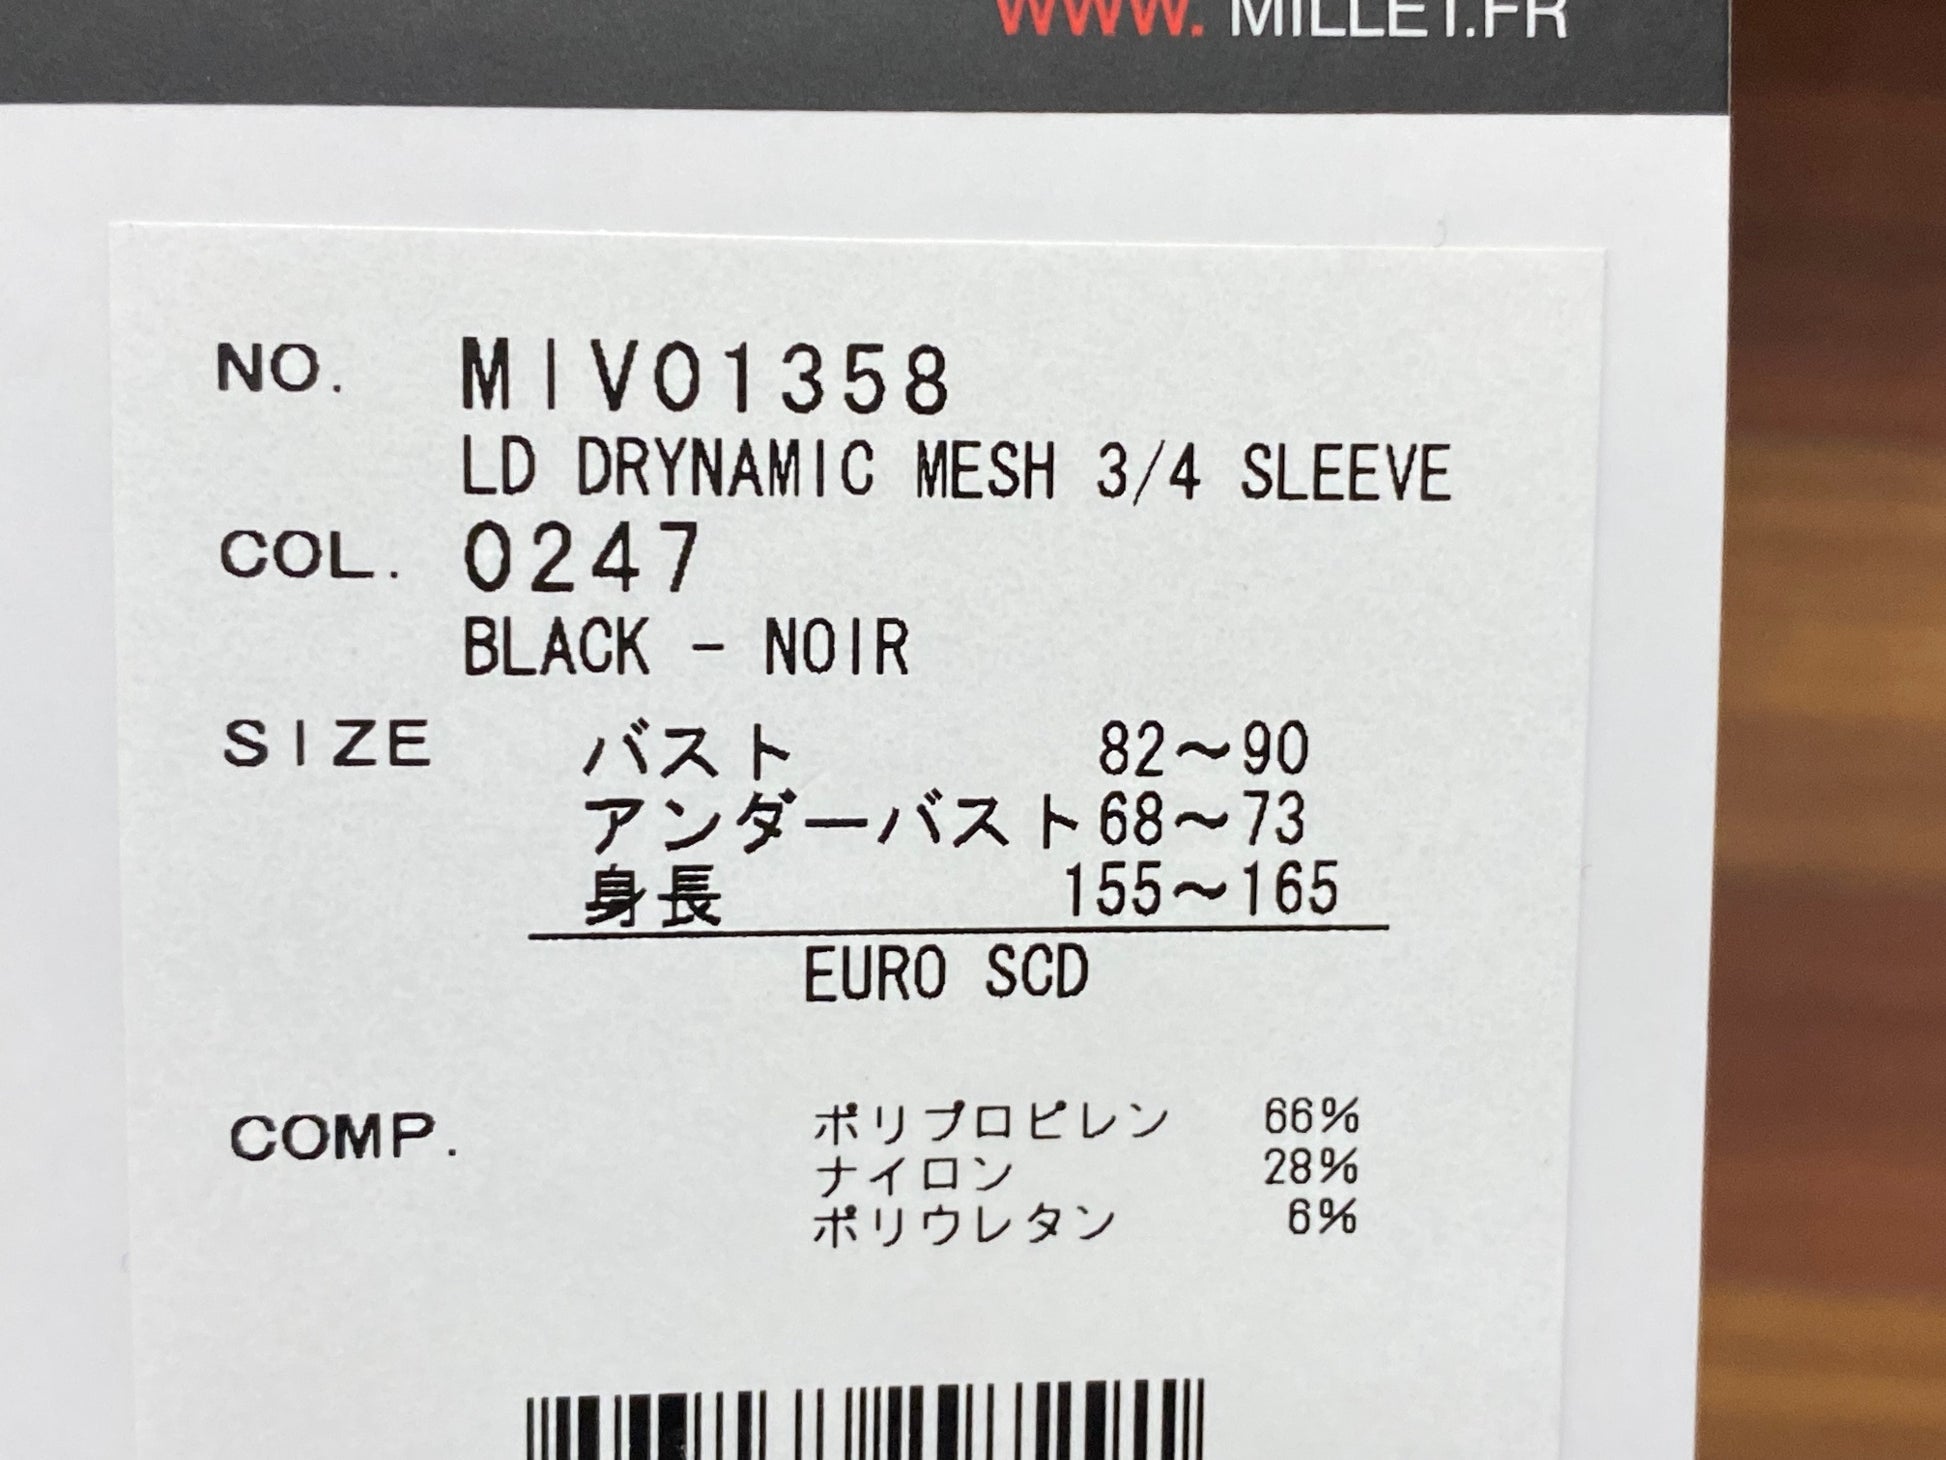 WWW. MILLET.FR
NO. MIV01358
LD DRYNAMIC MESH 3/4 SLEEVE
COL. 0247
BLACK - NOIR
SIZE バスト 82～90
アンダーバスト 68～73
身長 155～165
EURO SCD
COMP. ポリプロピレン 66%
ナイロン 28%
ポリウレタン 6%